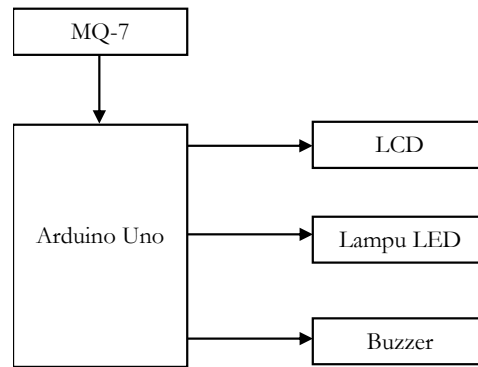 MQ-7
LCD
Arduino Uno
Lampu LED
Buzzer